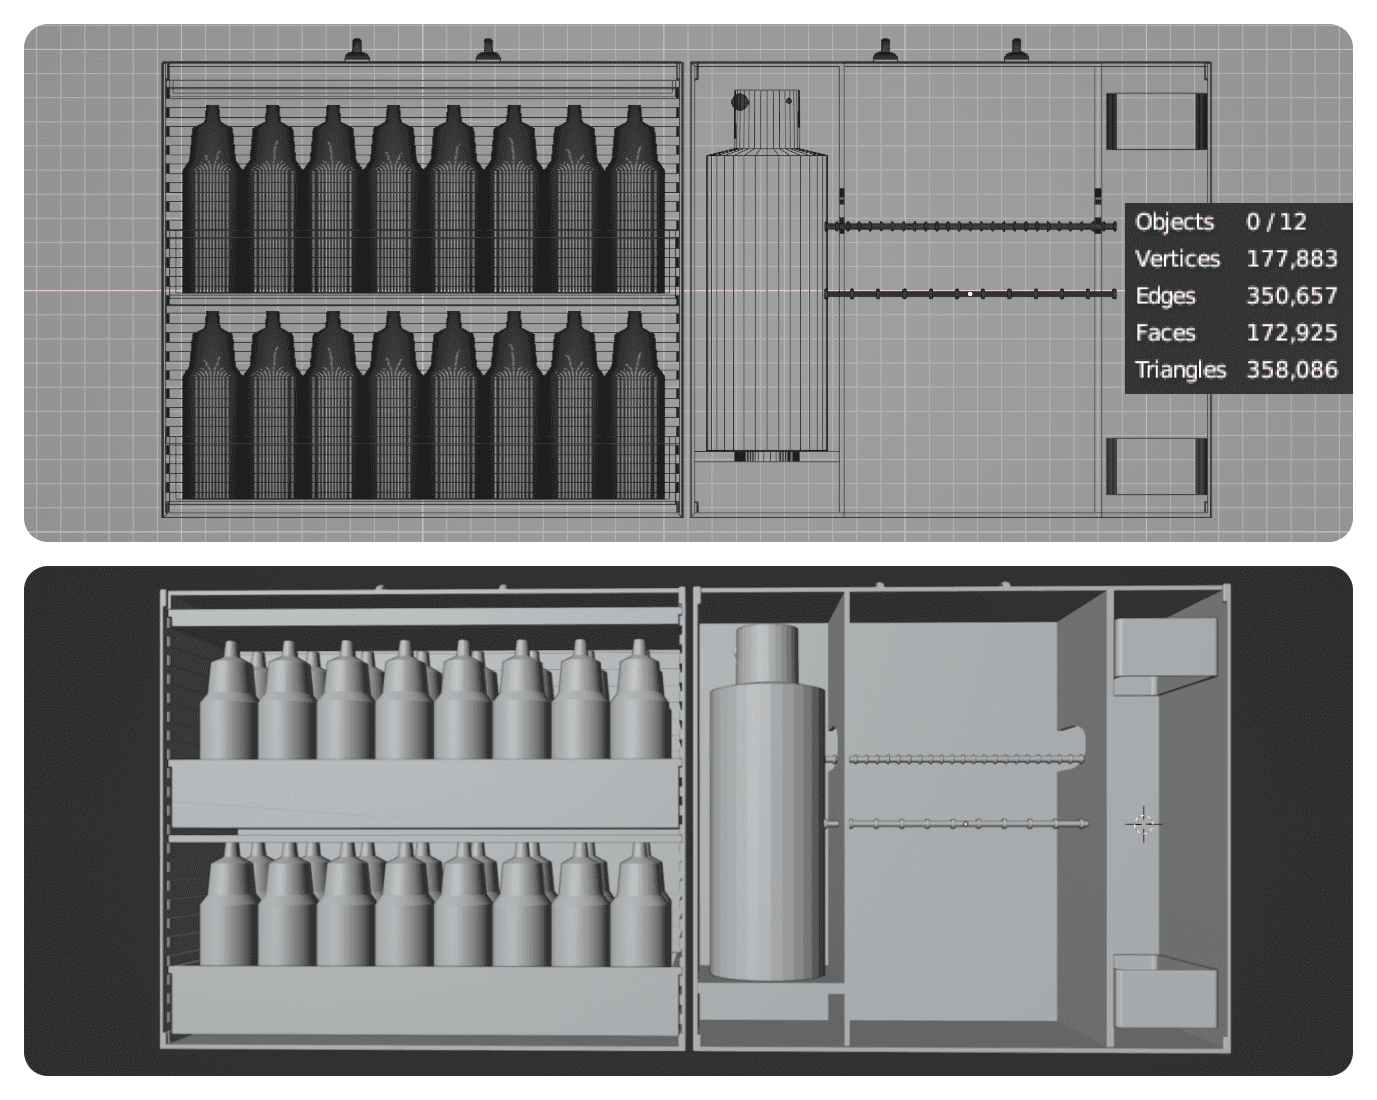 Objects 0 / 12
Vertices 177,883
Edges 350,657
Faces 172,925
Triangles 358,086